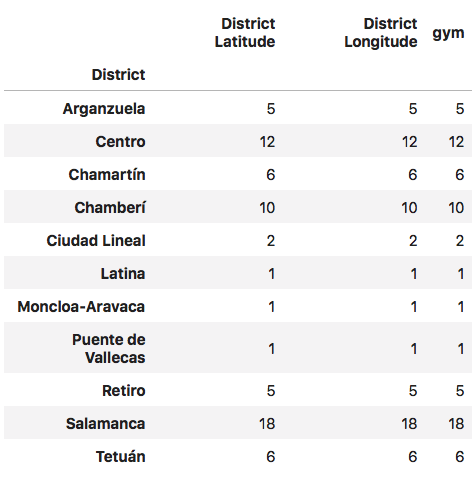 District Latitude District Longitude gym
District
Arganzuela 5 5 5
Centro 12 12 12
Chamartín 6 6 6
Chamberí 10 10 10
Ciudad Lineal 2 2 2
Latina 1 1 1
Moncloa-Aravaca 1 1 1
Puente de Vallecas 1 1 1
Retiro 5 5 5
Salamanca 18 18 18
Tetuán 6 6 6